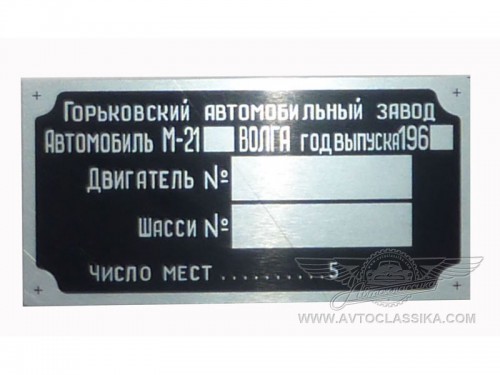 Горьковский автомобильный завод
Автомобиль М-21 ВОЛГА год выпуска 196
Двигатель №
Шасси №
число мест ........... 5
WWW.AVTOCLASSIKA.COM